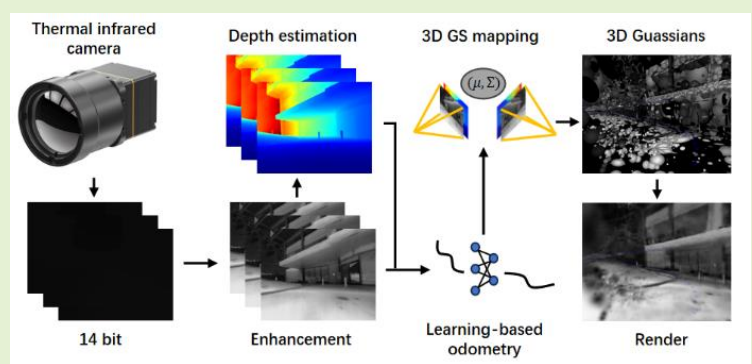 Thermal infrared
camera
Depth estimation
3D GS mapping
3D Guassians
(μ, Σ)
14 bit
Enhancement
Learning-based
odometry
Render